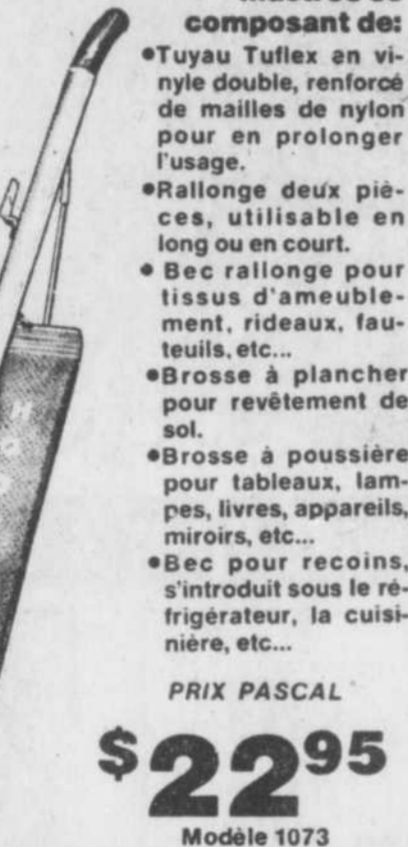 composant de:
●Tuyau Tuflex en vi-
nyle double, renforcé
de mailles de nylon
pour en prolonger
l'usage.
●Rallonge deux piè-
ces, utilisable en
long ou en court.
● Bec rallonge pour
tissus d'ameuble-
ment, rideaux, fau-
teuils, etc...
●Brosse à plancher
pour revêtement de
sol.
●Brosse à poussière
pour tableaux, lam-
pes, livres, appareils,
miroirs, etc...
●Bec pour recoins,
s'introduit sous le ré-
frigérateur, la cuisi-
nière, etc...
PRIX PASCAL
$22 95
Modèle 1073